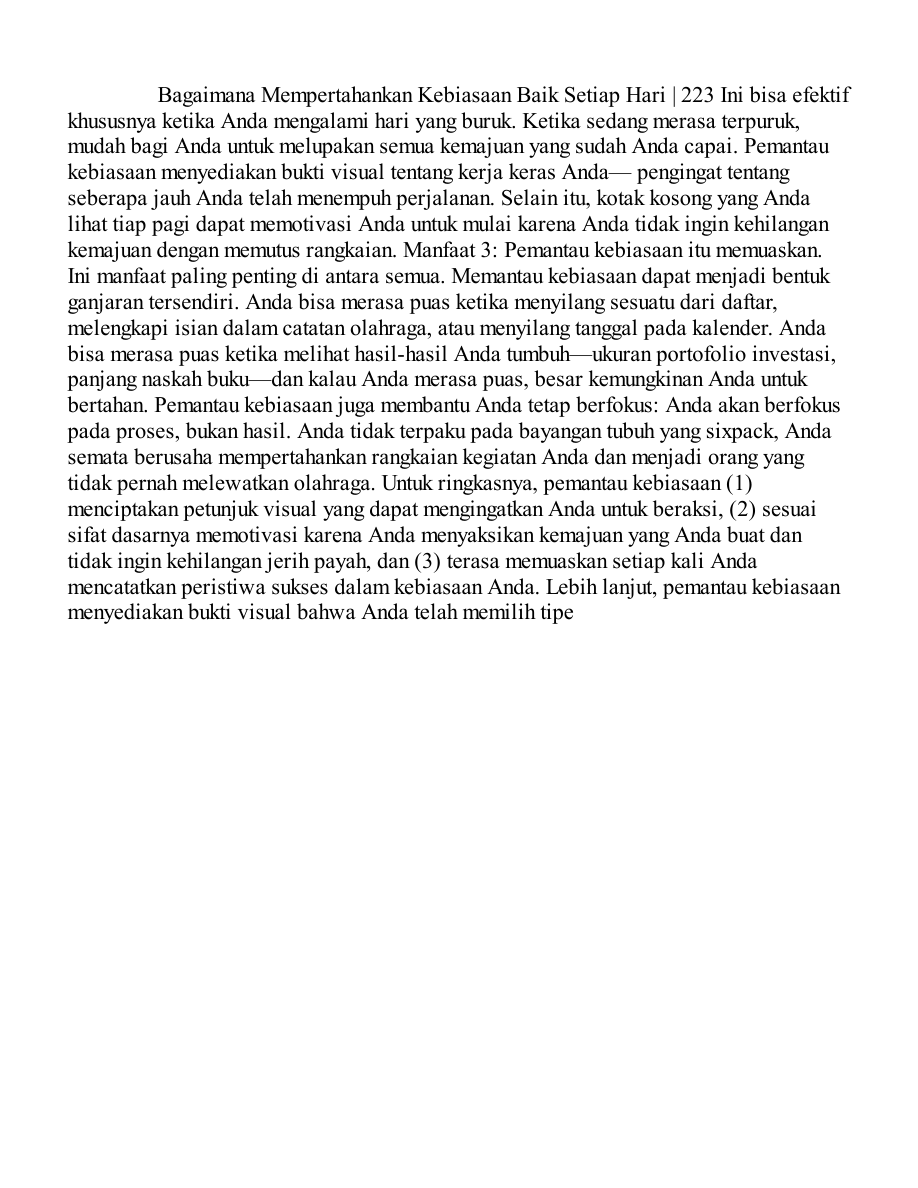 Bagaimana Mempertahankan Kebiasaan Baik Setiap Hari | 223 Ini bisa efektif
khususnya ketika Anda mengalami hari yang buruk. Ketika sedang merasa terpuruk,
mudah bagi Anda untuk melupakan semua kemajuan yang sudah Anda capai. Pemantau
kebiasaan menyediakan bukti visual tentang kerja keras Anda— pengingat tentang
seberapa jauh Anda telah menempuh perjalanan. Selain itu, kotak kosong yang Anda
lihat tiap pagi dapat memotivasi Anda untuk mulai karena Anda tidak ingin kehilangan
kemajuan dengan memutus rangkaian. Manfaat 3: Pemantau kebiasaan itu memuaskan.
Ini manfaat paling penting di antara semua. Memantau kebiasaan dapat menjadi bentuk
ganjaran tersendiri. Anda bisa merasa puas ketika menyilang sesuatu dari daftar,
melengkapi isian dalam catatan olahraga, atau menyilang tanggal pada kalender. Anda
bisa merasa puas ketika melihat hasil-hasil Anda tumbuh—ukuran portofolio investasi,
panjang naskah buku—dan kalau Anda merasa puas, besar kemungkinan Anda untuk
bertahan. Pemantau kebiasaan juga membantu Anda tetap berfokus: Anda akan berfokus
pada proses, bukan hasil. Anda tidak terpaku pada bayangan tubuh yang sixpack, Anda
semata berusaha mempertahankan rangkaian kegiatan Anda dan menjadi orang yang
tidak pernah melewatkan olahraga. Untuk ringkasnya, pemantau kebiasaan (1)
menciptakan petunjuk visual yang dapat mengingatkan Anda untuk beraksi, (2) sesuai
sifat dasarnya memotivasi karena Anda menyaksikan kemajuan yang Anda buat dan
tidak ingin kehilangan jerih payah, dan (3) terasa memuaskan setiap kali Anda
mencatatkan peristiwa sukses dalam kebiasaan Anda. Lebih lanjut, pemantau kebiasaan
menyediakan bukti visual bahwa Anda telah memilih tipe